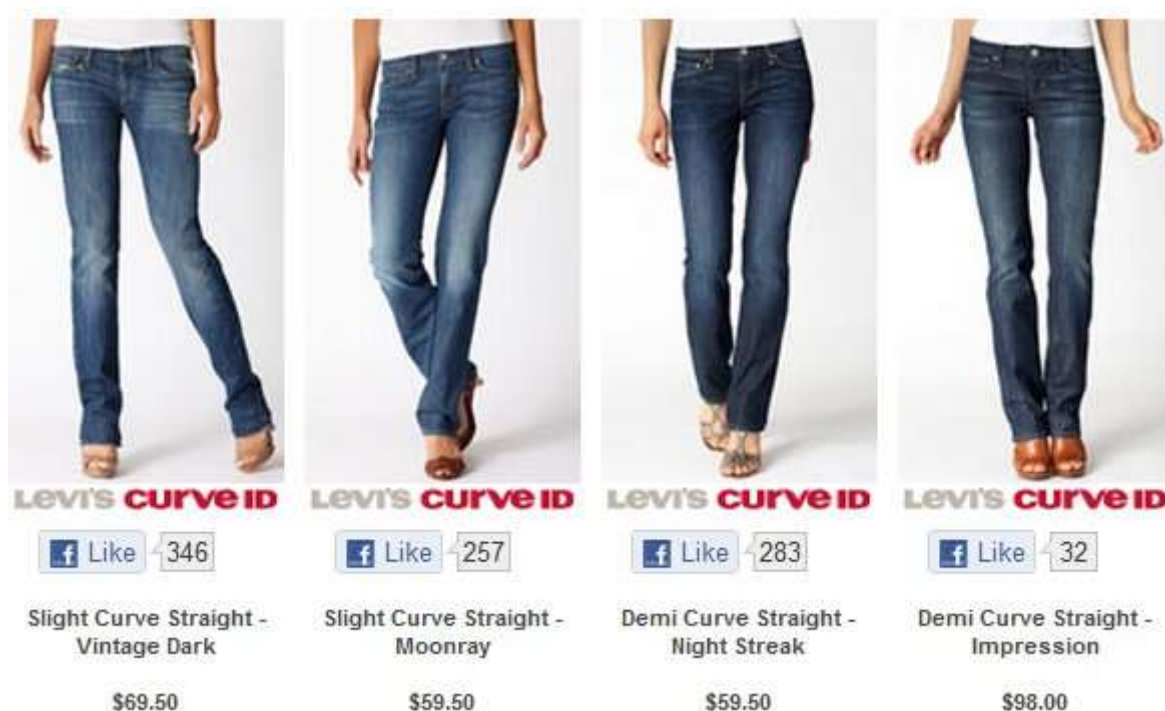 Levi's curve ID
Levi's curve ID
Levi's curve ID
Levi's curve ID
f Like 346
f Like 257
f Like 283
f Like 32
Slight Curve Straight -
Vintage Dark
Slight Curve Straight -
Moonray
Demi Curve Straight -
Night Streak
Demi Curve Straight -
Impression
$69.50
$59.50
$59.50
$98.00